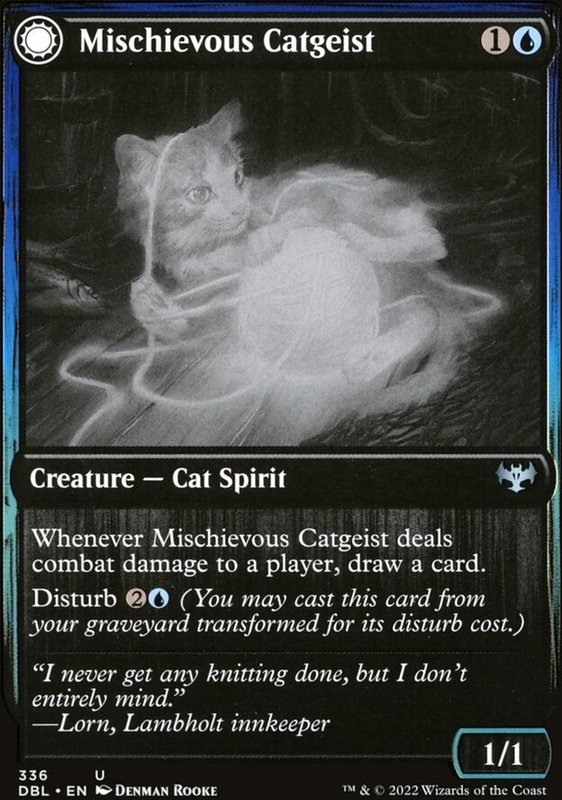 Mischievous Catgeist 1
Creature — Cat Spirit
Whenever Mischievous Catgeist deals
combat damage to a player, draw a card.
Disturb 2 (You may cast this card from
your graveyard transformed for its disturb cost.)
“I never get any knitting done, but I don’t
entirely mind.”
—Lorn, Lambholt innkeeper
1/1
336 U
DBL • EN DENMAN ROOKE
™ & © 2022 Wizards of the Coast